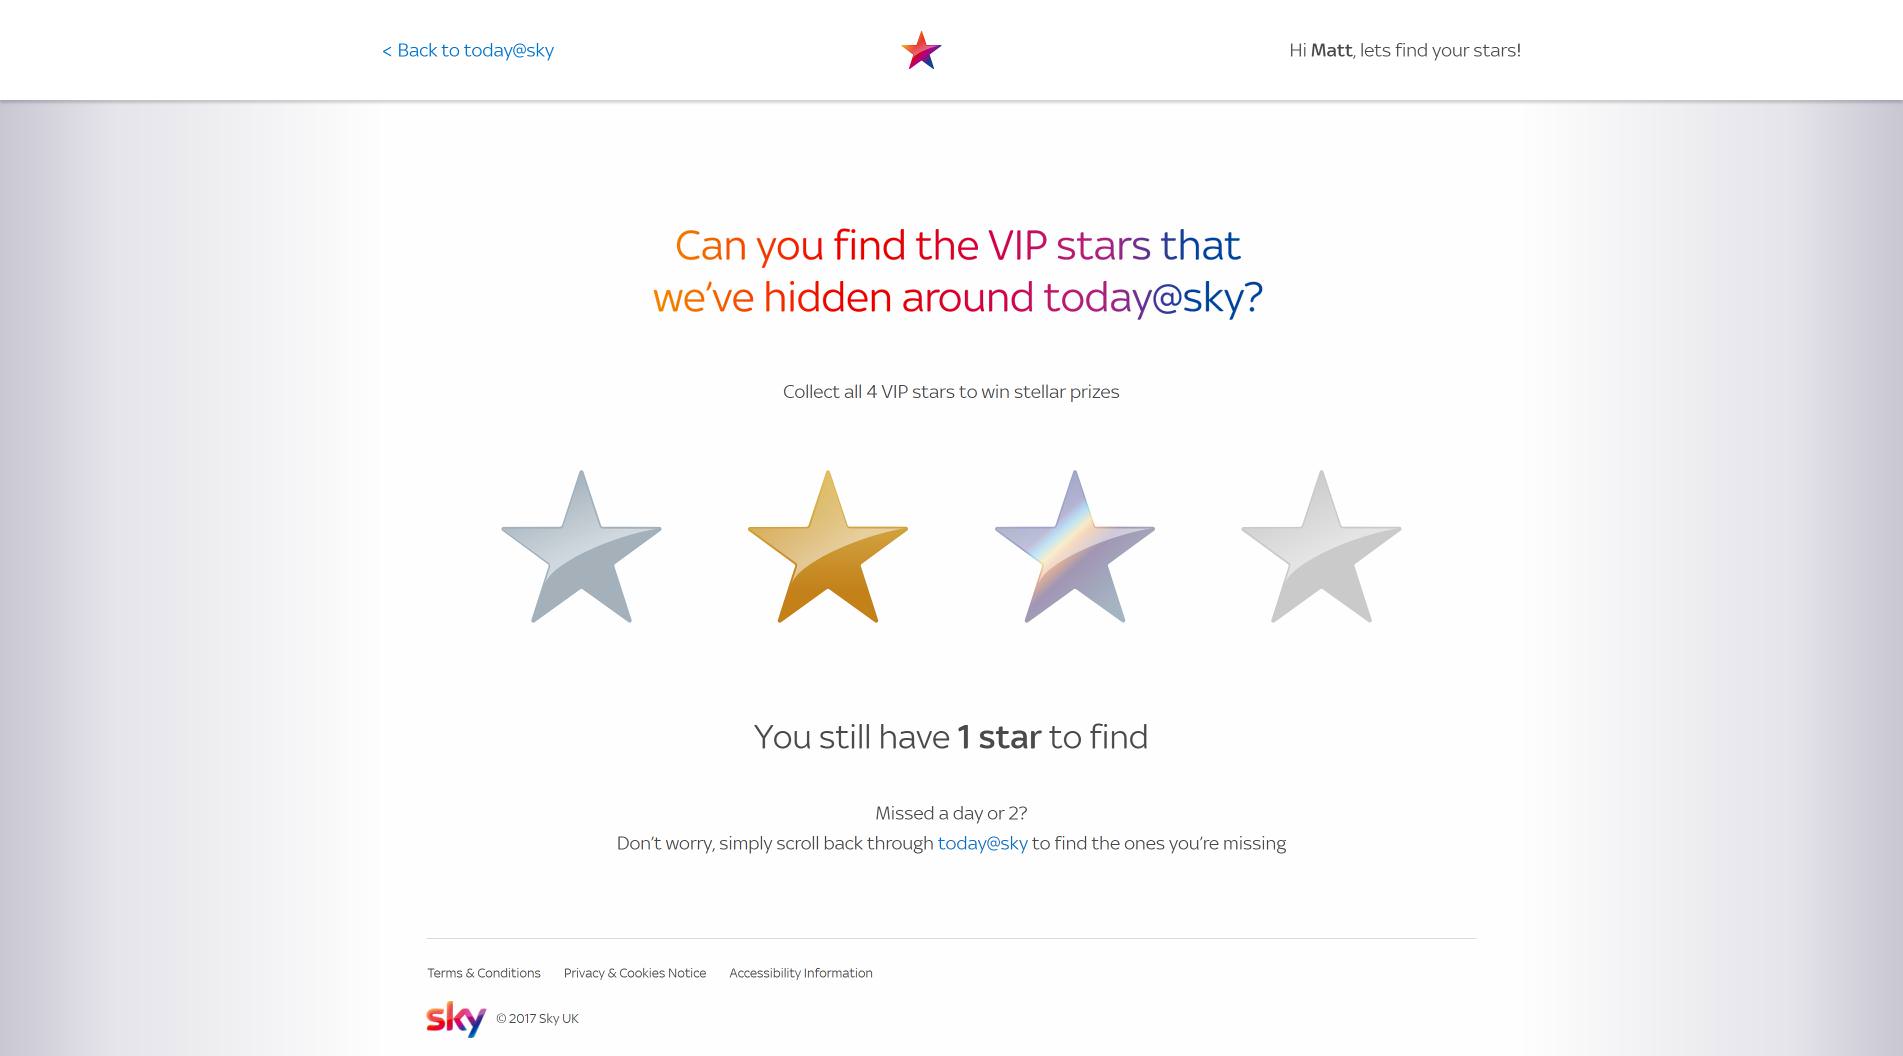 < Back to today@sky
Hi Matt, lets find your stars!
Can you find the VIP stars that
we've hidden around today@sky?
Collect all 4 VIP stars to win stellar prizes
You still have 1 star to find
Missed a day or 2?
Don't worry, simply scroll back through today@sky to find the ones you're missing
Terms & Conditions Privacy & Cookies Notice Accessibility Information
sky © 2017 Sky UK